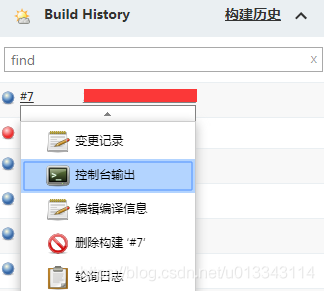 Build History 构建历史
find x
#7
变更记录
控制台输出
编辑编译信息
删除构建 '#7'
轮询日志
https://blog.csdn.net/u013343114